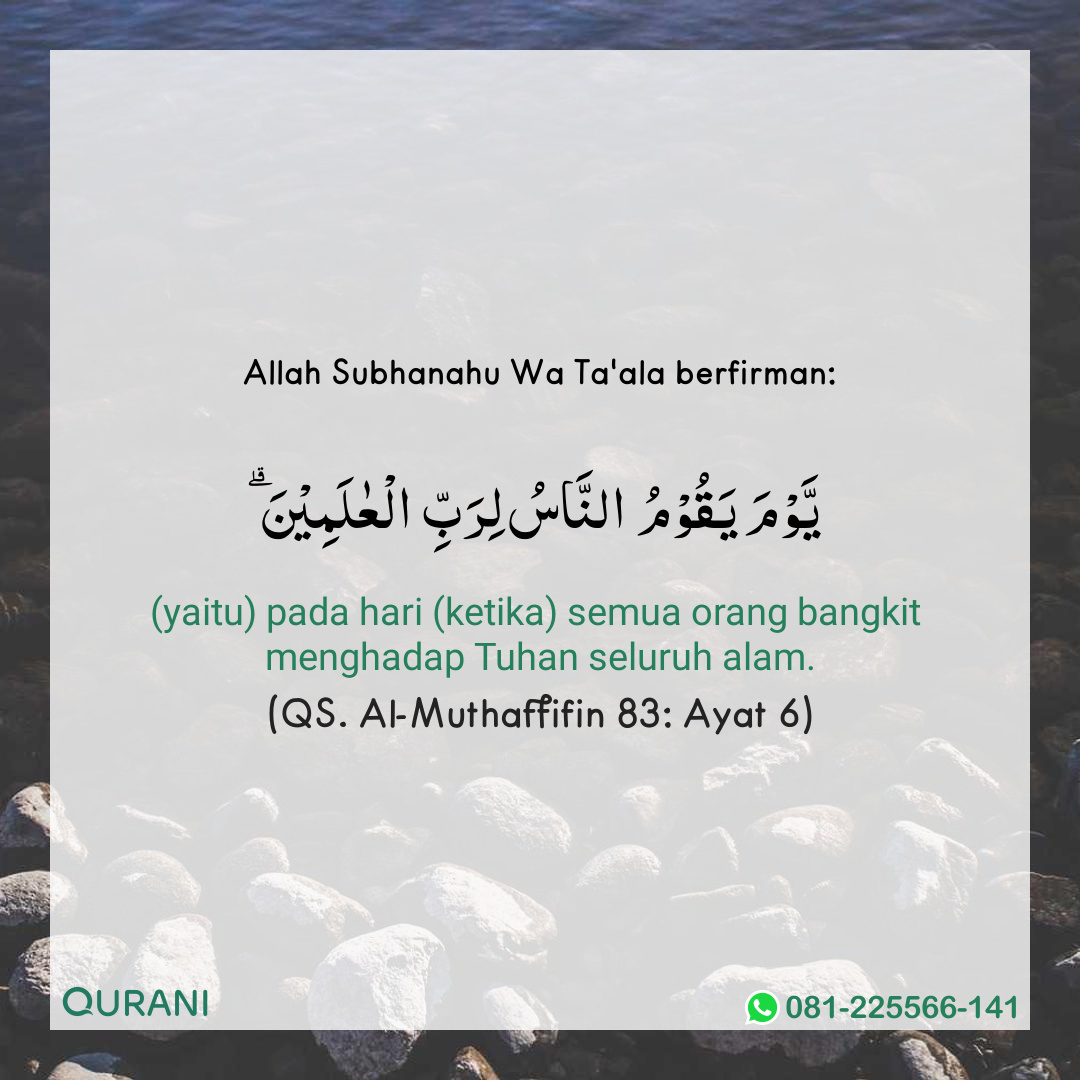 Allah Subhanahu Wa Ta'ala berfirman:
يَّوْمَ يَقُوْمُ النَّاسُ لِرَبِّ الْعٰلَمِيْنَۗ
(yaitu) pada hari (ketika) semua orang bangkit
menghadap Tuhan seluruh alam.
(QS. Al-Muthaffifin 83: Ayat 6)
QURANI
081-225566-141